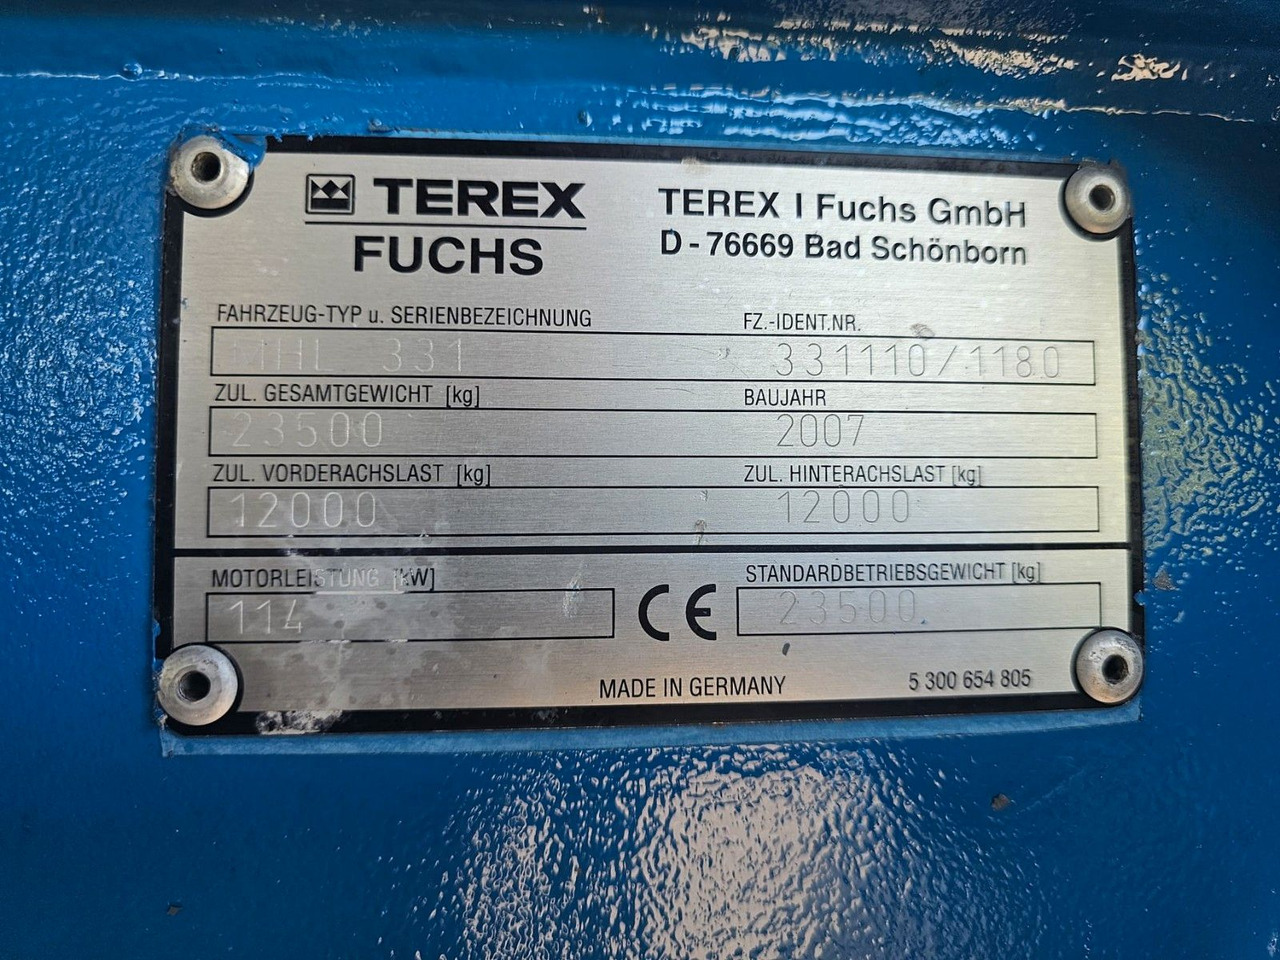 TEREX
FUCHS
TEREX | Fuchs GmbH
D-76669 Bad Schönborn
FAHRZEUG-TYP u. SERIENBEZEICHNUNG
FZ.-IDENT.NR.
MHL 331
331110/1180
ZUL. GESAMTGEWICHT [kg]
BAUJAHR
23500
2007
ZUL. VORDERACHSLAST [kg]
ZUL. HINTERACHSLAST [kg]
12000
12000
MOTORLEISTUNG [kW]
STANDARDBETRIEBSGEWICHT [kg]
114
CE
23500
MADE IN GERMANY
5 300 654 805